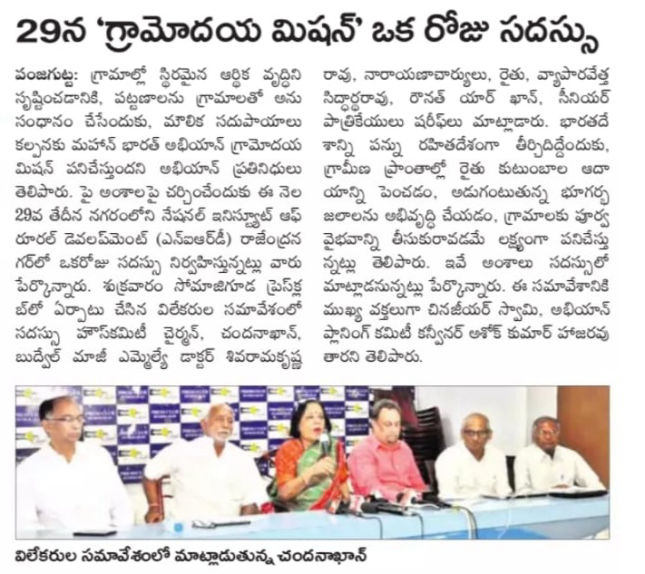 29న ‘గ్రామోదయ మిషన్’ ఒక రోజు సదస్సు
పంజగుట్ట: గ్రామాల్లో స్థిరమైన ఆర్థిక వృద్ధిని
సృష్టించడానికి, పట్టణాలను గ్రామాలతో అను
సంధానం చేసేందుకు, మౌలిక సదుపాయాలు
కల్పనకు మహాన్ భారత్ అభియాన్ గ్రామోదయ
మిషన్ పనిచేస్తుందని అభియాన్ ప్రతినిధులు
తెలిపారు. పై అంశాలపై చర్చించేందుకు ఈ నెల
29వ తేదీన నగరంలోని నేషనల్ ఇనిస్ట్యూట్ ఆఫ్
రూరల్ డెవలప్‌మెంట్ (ఎన్ఐఆర్‌డీ) రాజేంద్రన
గర్‌లో ఒకరోజు సదస్సు నిర్వహిస్తున్నట్లు వారు
పేర్కొన్నారు. శుక్రవారం సోమాజిగూడ ప్రెస్‌క్ల
బ్‌లో ఏర్పాటు చేసిన విలేకరుల సమావేశంలో
సదస్సు హౌస్‌కమిటీ చైర్మన్, చందనాఖాన్,
బుద్వేల్ మాజీ ఎమ్మెల్యే డాక్టర్ శివరామకృష్ణ
రావు, నారాయణాచార్యులు, రైతు, వ్యాపారవేత్త
సిద్ధార్థరావు, రౌనత్ యార్ ఖాన్, సీనియర్
పాత్రికేయులు షరీఫ్‌లు మాట్లాడారు. భారతదే
శాన్ని పన్ను రహితదేశంగా తీర్చిదిద్దేందుకు,
గ్రామీణ ప్రాంతాల్లో రైతు కుటుంబాల ఆదా
యాన్ని పెంచడం, అడుగంటుతున్న భూగర్భ
జలాలను అభివృద్ధి చేయడం, గ్రామాలకు పూర్వ
వైభవాన్ని తీసుకురావడమే లక్ష్యంగా పనిచేస్తు
న్నట్లు తెలిపారు. ఇవే అంశాలు సదస్సులో
మాట్లాడనున్నట్లు పేర్కొన్నారు. ఈ సమావేశానికి
ముఖ్య వక్తలుగా చినజీయర్ స్వామి, అభియాన్
ప్లానింగ్ కమిటీ కన్వీనర్ అశోక్ కుమార్ హాజరవు
తారని తెలిపారు.
విలేకరుల సమావేశంలో మాట్లాడుతున్న చందనాఖాన్